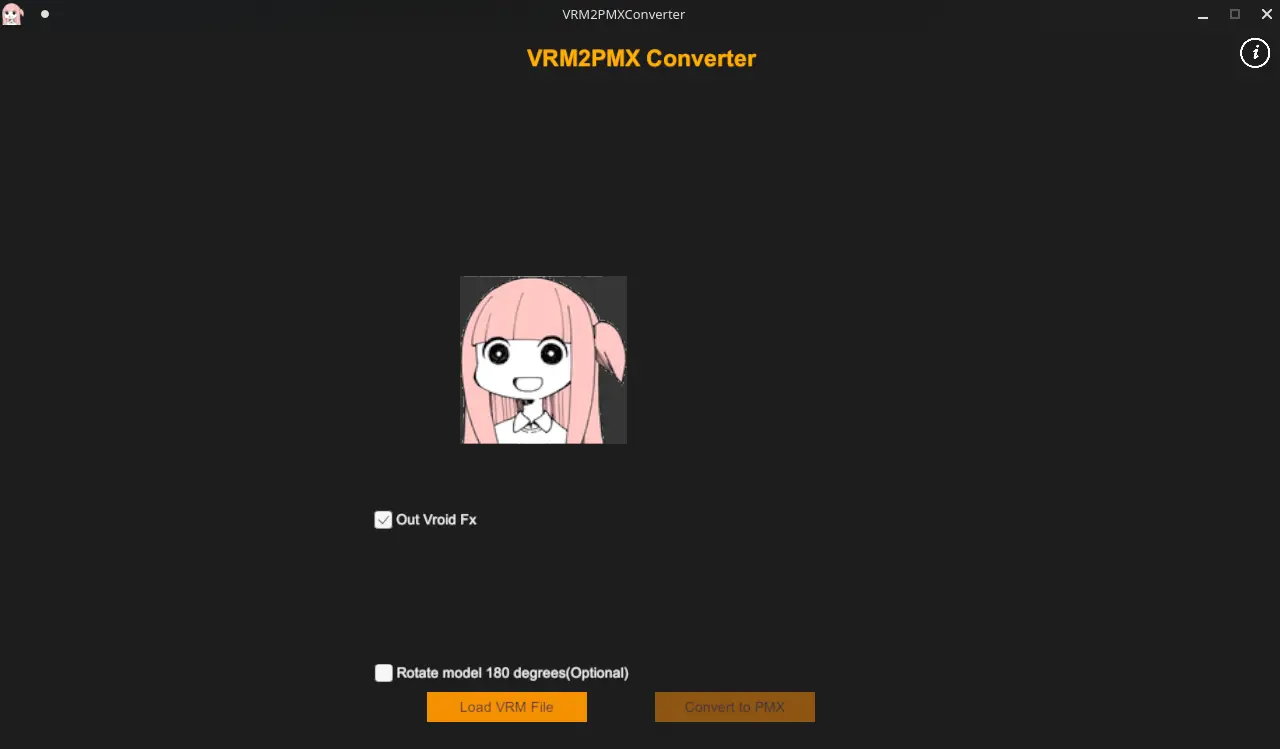 VRM2PMXConverter
VRM2PMX Converter
i
Out Vroid Fx
Rotate model 180 degrees(Optional)
Load VRM File
Convert to PMX